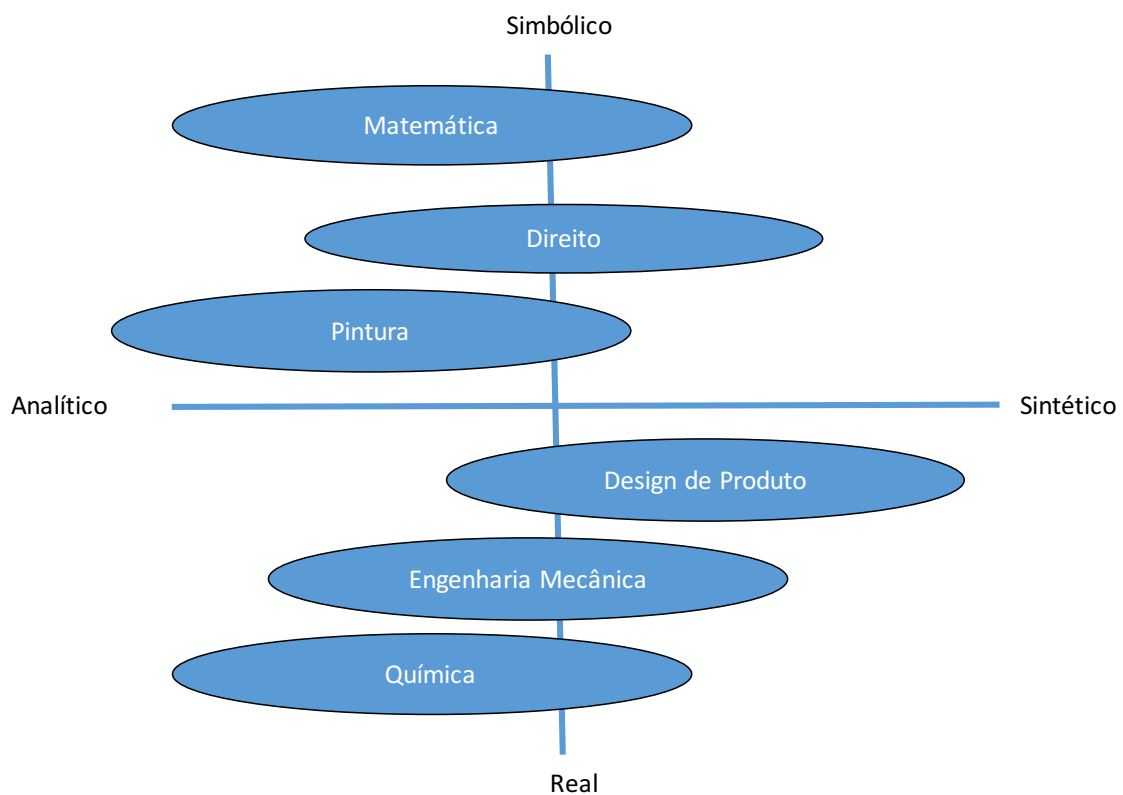 Simbólico
Matemática
Direito
Pintura
Analítico
Sintético
Design de Produto
Engenharia Mecânica
Química
Real